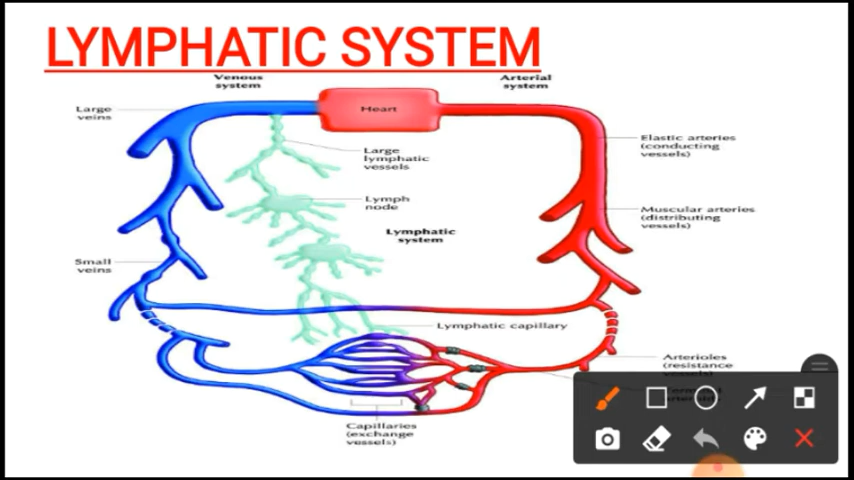 LYMPHATIC SYSTEM
Venous
system
Arterial
system
Large
veins
Heart
Elastic arteries
(conducting
vessels)
Large
lymphatic
vessels
Lymph
node
Muscular arteries
(distributing
vessels)
Lymphatic
system
Small
veins
Lymphatic capillary
Arterioles
(resistance
Capillaries
(exchange
vessels)